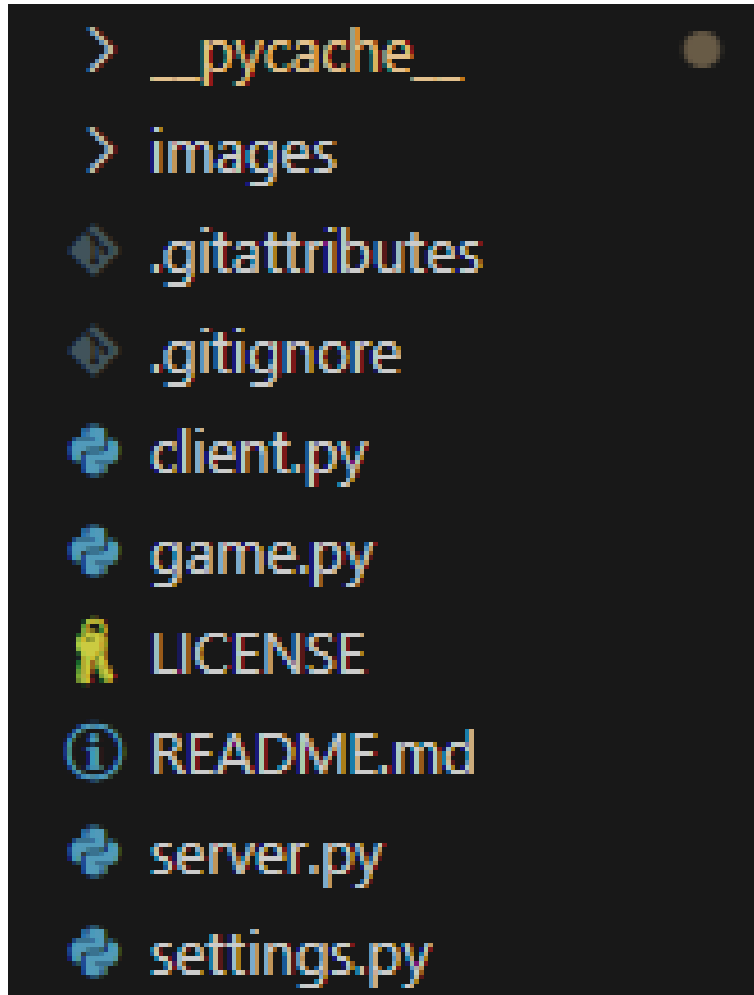 __pycache__
images
.gitattributes
.gitignore
client.py
game.py
LICENSE
README.md
server.py
settings.py